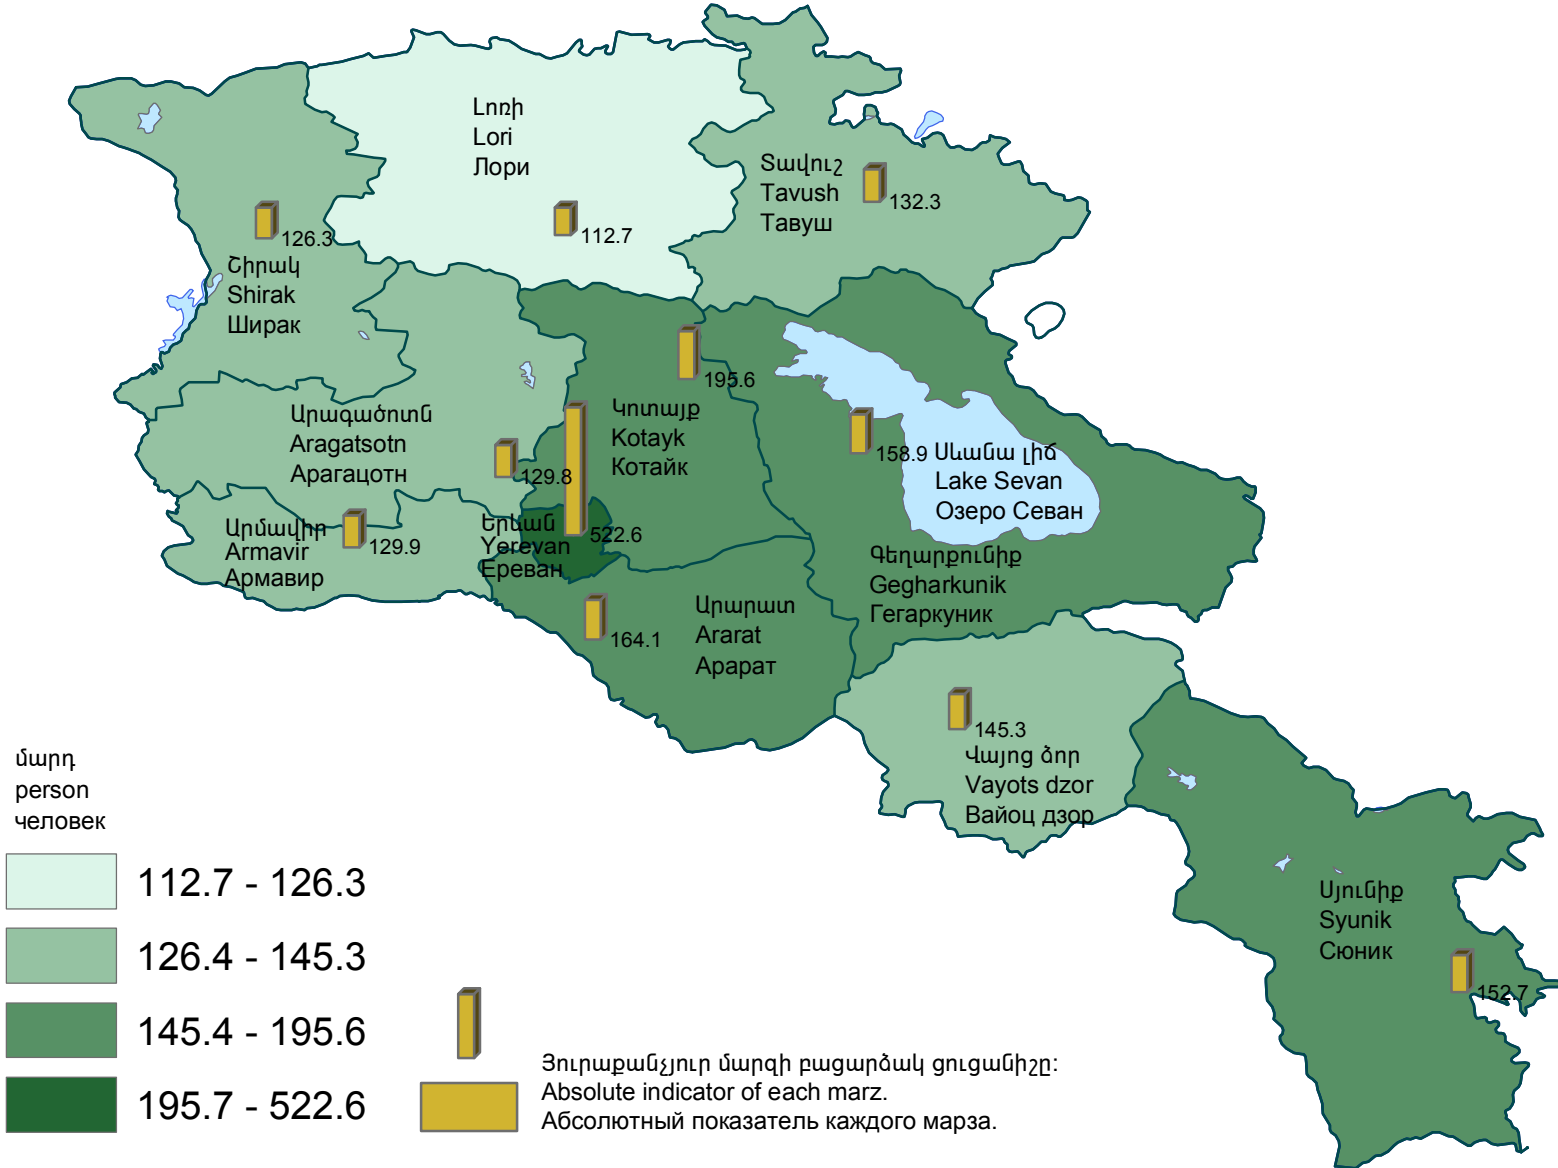 Լոռի
Lori
Лори
112.7
Տավուշ
Tavush
Тавуш
132.3
126.3
Շիրակ
Shirak
Ширак
195.6
Արագածոտն
Aragatsotn
Арагацотн
129.8
Կոտայք
Kotayk
Котайк
158.9
Սևանա լիճ
Lake Sevan
Озеро Севан
Արմավիր
Armavir
Армавир
129.9
Երևան
Yerevan
Ереван
522.6
Գեղարքունիք
Gegharkunik
Гегаркуник
164.1
Արարատ
Ararat
Арарат
145.3
Վայոց ձոր
Vayots dzor
Вайоц дзор
Սյունիք
Syunik
Сюник
152.7
մարդ
person
человек
112.7 - 126.3
126.4 - 145.3
145.4 - 195.6
195.7 - 522.6
Յուրաքանչյուր մարզի բացարձակ ցուցանիշը:
Absolute indicator of each marz.
Абсолютный показатель каждого марза.